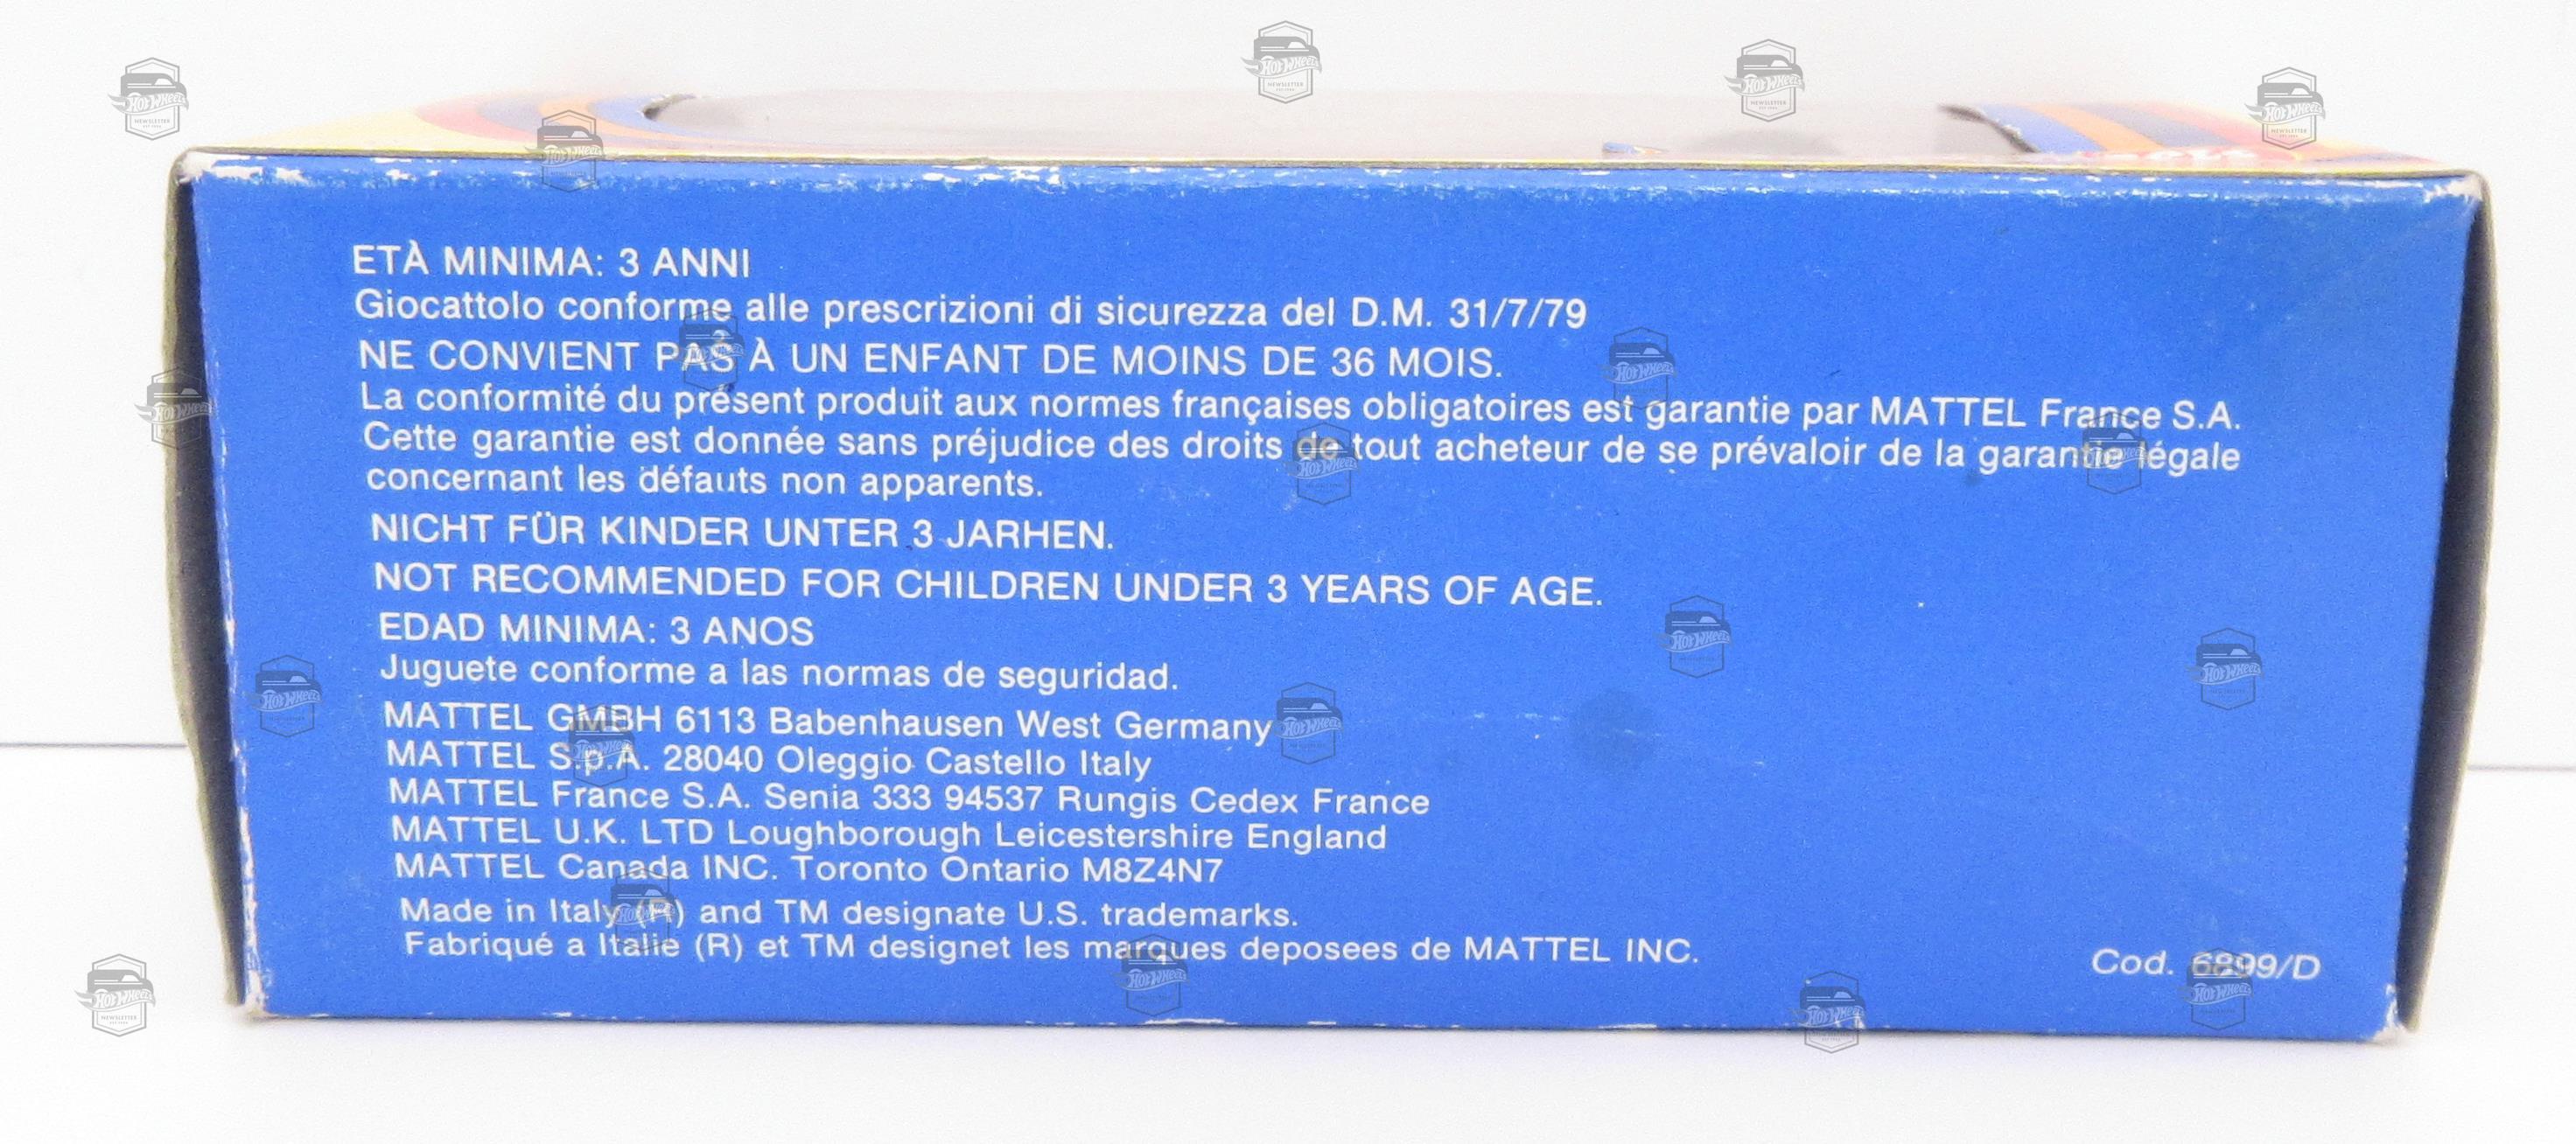 ETÀ MINIMA: 3 ANNI
Giocattolo conforme alle prescrizioni di sicurezza del D.M. 31/7/79
NE CONVIENT PAS À UN ENFANT DE MOINS DE 36 MOIS.
La conformité du présent produit aux normes françaises obligatoires est garantie par MATTEL France S.A.
Cette garantie est donnée sans préjudice des droits de tout acheteur de se prévaloir de la garantie légale
concernant les défauts non apparents.
NICHT FÜR KINDER UNTER 3 JARHEN.
NOT RECOMMENDED FOR CHILDREN UNDER 3 YEARS OF AGE.
EDAD MINIMA: 3 ANOS
Juguete conforme a las normas de seguridad.
MATTEL GMBH 6113 Babenhausen West Germany
MATTEL S.p.A. 28040 Oleggio Castello Italy
MATTEL France S.A. Senia 333 94537 Rungis Cedex France
MATTEL U.K. LTD Loughborough Leicestershire England
MATTEL Canada INC. Toronto Ontario M8Z4N7
Made in Italy (R) and TM designate U.S. trademarks.
Fabriqué a Italie (R) et TM designet les marques deposees de MATTEL INC.
Cod. 6899/D